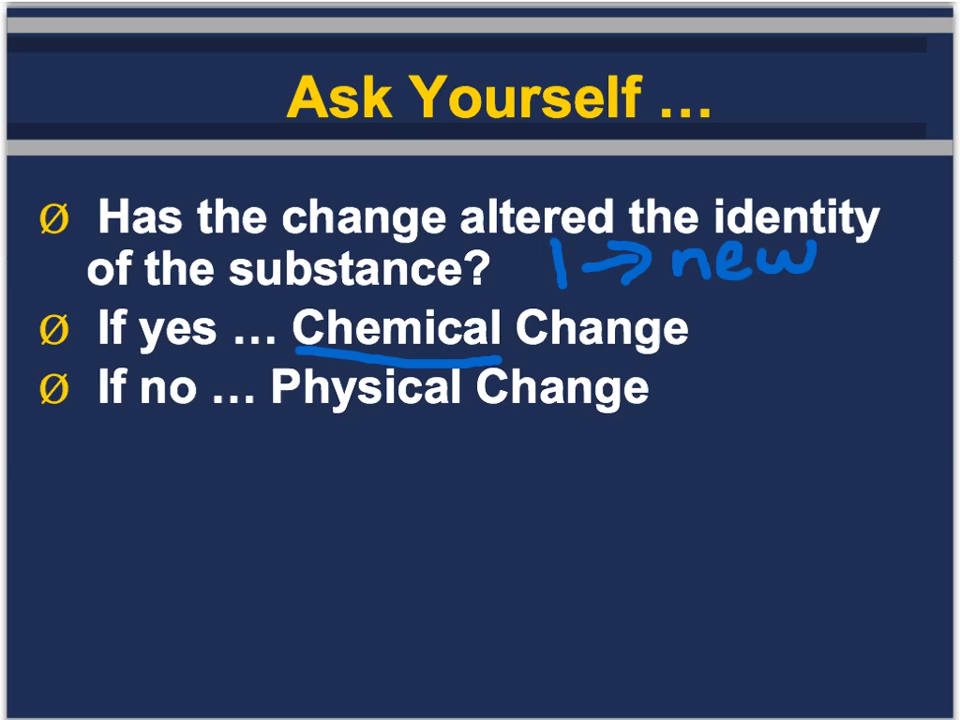 Ask Yourself …
Ø Has the change altered the identity
of the substance? 1 → new
Ø If yes … Chemical Change
Ø If no … Physical Change